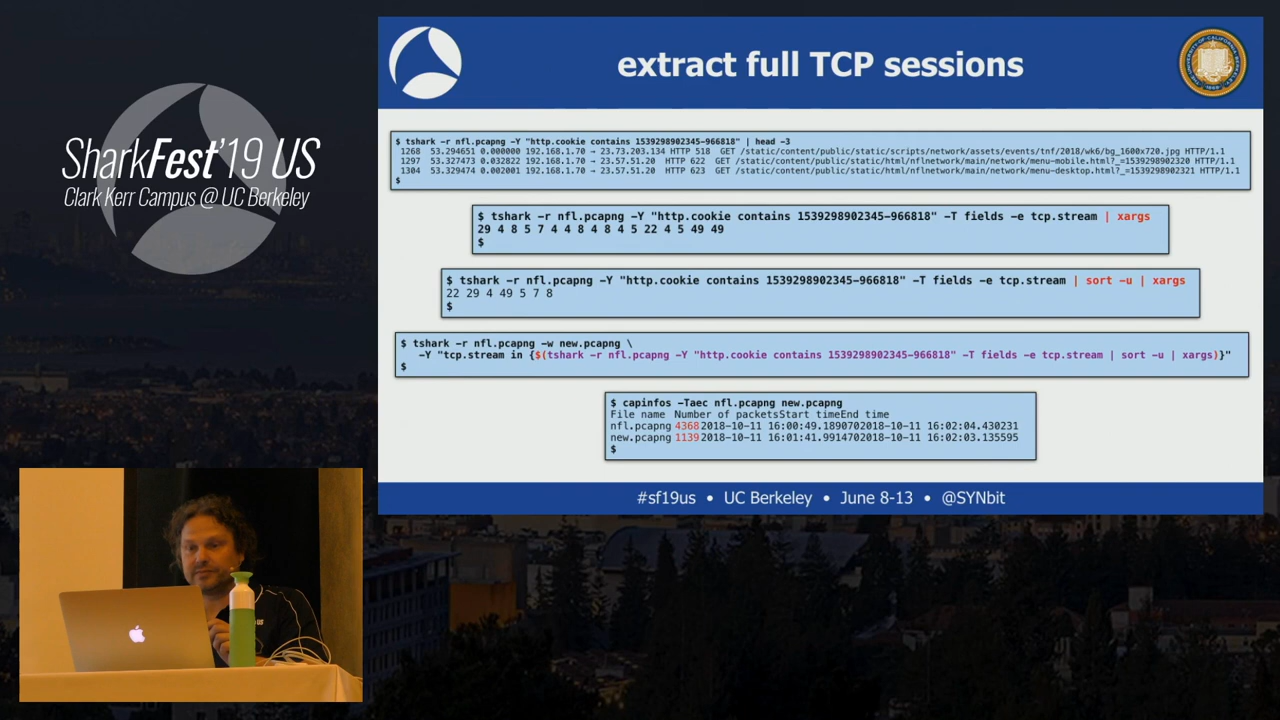 SharkFest'19 US
Clark Kerr Campus @ UC Berkeley
extract full TCP sessions
$ tshark -r nfl.pcapng -Y "http.cookie contains 1539298902345-966818" | head -3
1268 53.294651 0.000000 192.168.1.70 → 23.73.203.134 HTTP 518 GET /static/content/public/static/scripts/network/assets/events/tnf/2018/wk6/bg_1600x720.jpg HTTP/1.1
1297 53.327473 0.032822 192.168.1.70 → 23.57.51.20 HTTP 622 GET /static/content/public/static/html/nflnetwork/main/network/menu-mobile.html?_=1539298902320 HTTP/1.1
1304 53.329474 0.002001 192.168.1.70 → 23.57.51.20 HTTP 623 GET /static/content/public/static/html/nflnetwork/main/network/menu-desktop.html?_=1539298902321 HTTP/1.1
$
$ tshark -r nfl.pcapng -Y "http.cookie contains 1539298902345-966818" -T fields -e tcp.stream | xargs
29 4 8 5 7 4 4 8 4 8 4 5 22 4 5 49 49
$
$ tshark -r nfl.pcapng -Y "http.cookie contains 1539298902345-966818" -T fields -e tcp.stream | sort -u | xargs
22 29 4 49 5 7 8
$
$ tshark -r nfl.pcapng -w new.pcapng \
-Y "tcp.stream in {$(tshark -r nfl.pcapng -Y "http.cookie contains 1539298902345-966818" -T fields -e tcp.stream | sort -u | xargs)}"
$
$ capinfos -Taec nfl.pcapng new.pcapng
File name Number of packetsStart timeEnd time
nfl.pcapng 43682018-10-11 16:00:49.1890702018-10-11 16:02:04.430231
new.pcapng 11392018-10-11 16:01:41.9914702018-10-11 16:02:03.135595
$
#sf19us • UC Berkeley • June 8-13 • @SYNbit